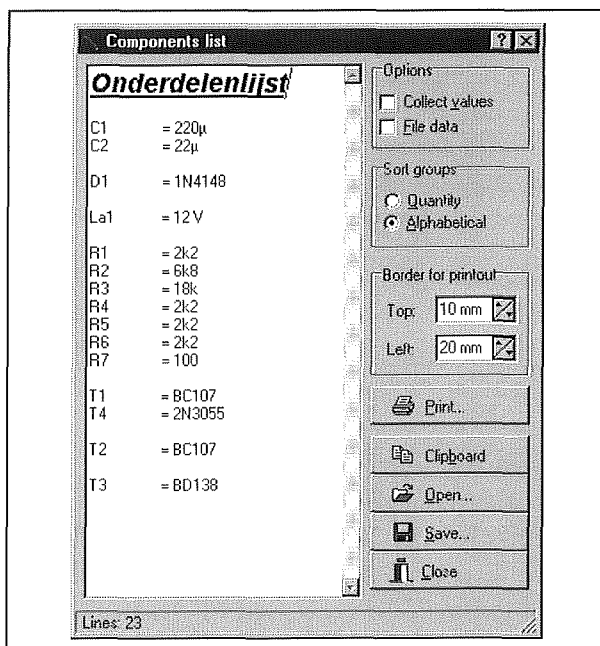 Components list
Onderdelenlijst
C1 = 220µ
C2 = 22µ
D1 = 1N4148
La1 = 12 V
R1 = 2k2
R2 = 6k8
R3 = 18k
R4 = 2k2
R5 = 2k2
R6 = 2k2
R7 = 100
T1 = BC107
T4 = 2N3055
T2 = BC107
T3 = BD138
Options
Collect values
File data
Sort groups
Quantity
Alphabetical
Border for printout
Top: 10 mm
Left: 20 mm
Print...
Clipboard
Open...
Save...
Close
Lines: 23